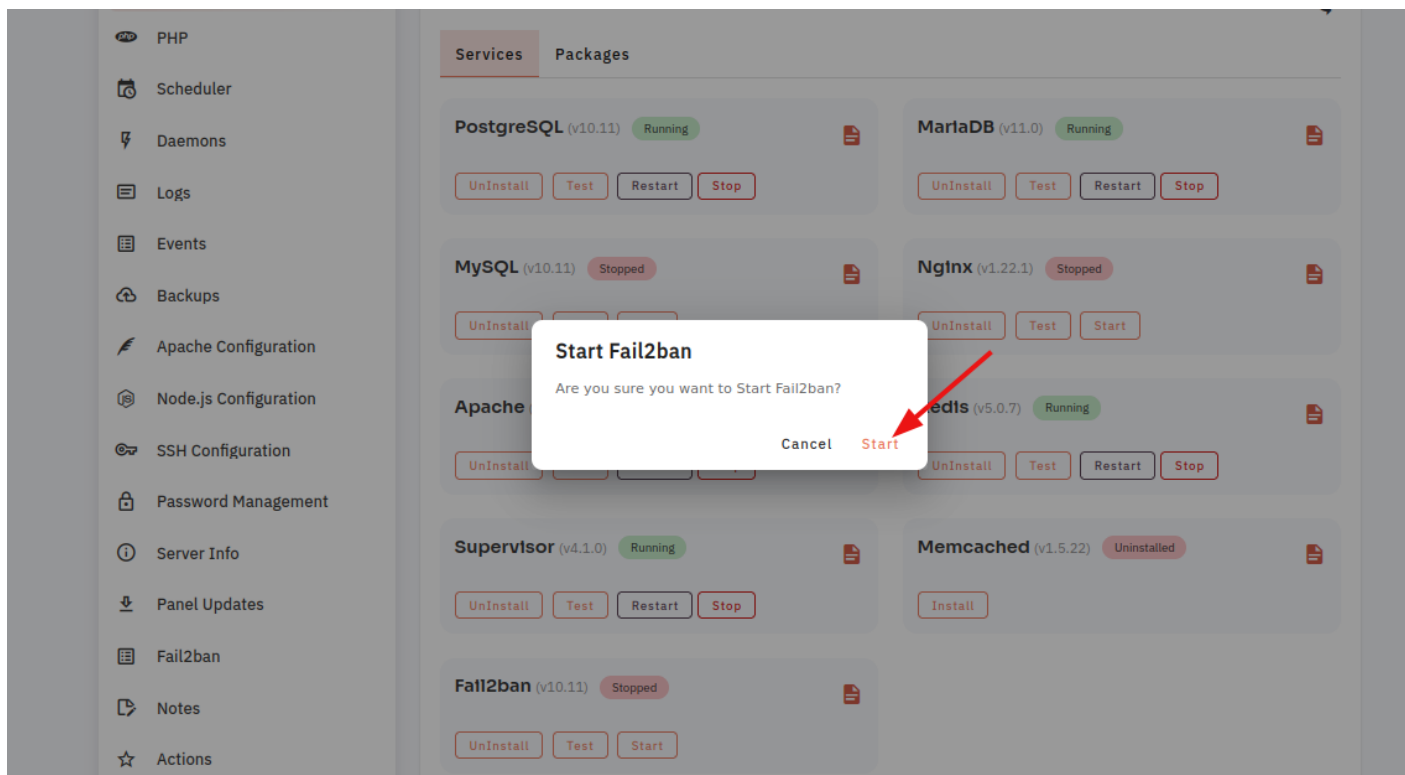 PHP
Scheduler
Daemons
Logs
Events
Backups
Apache Configuration
Node.js Configuration
SSH Configuration
Password Management
Server Info
Panel Updates
Fail2ban
Notes
Actions
Services Packages
PostgreSQL (v10.11) Running
UnInstall Test Restart Stop
MariaDB (v11.0) Running
UnInstall Test Restart Stop
MySQL (v10.11) Stopped
UnInstall
Nginx (v1.22.1) Stopped
UnInstall Test Start
Start Fail2ban
Are you sure you want to Start Fail2ban?
Cancel Start
Apache
UnInstall
(v5.0.7) Running
UnInstall Test Restart Stop
Supervisor (v4.1.0) Running
UnInstall Test Restart Stop
Memcached (v1.5.22) Uninstalled
Install
Fail2ban (v10.11) Stopped
UnInstall Test Start